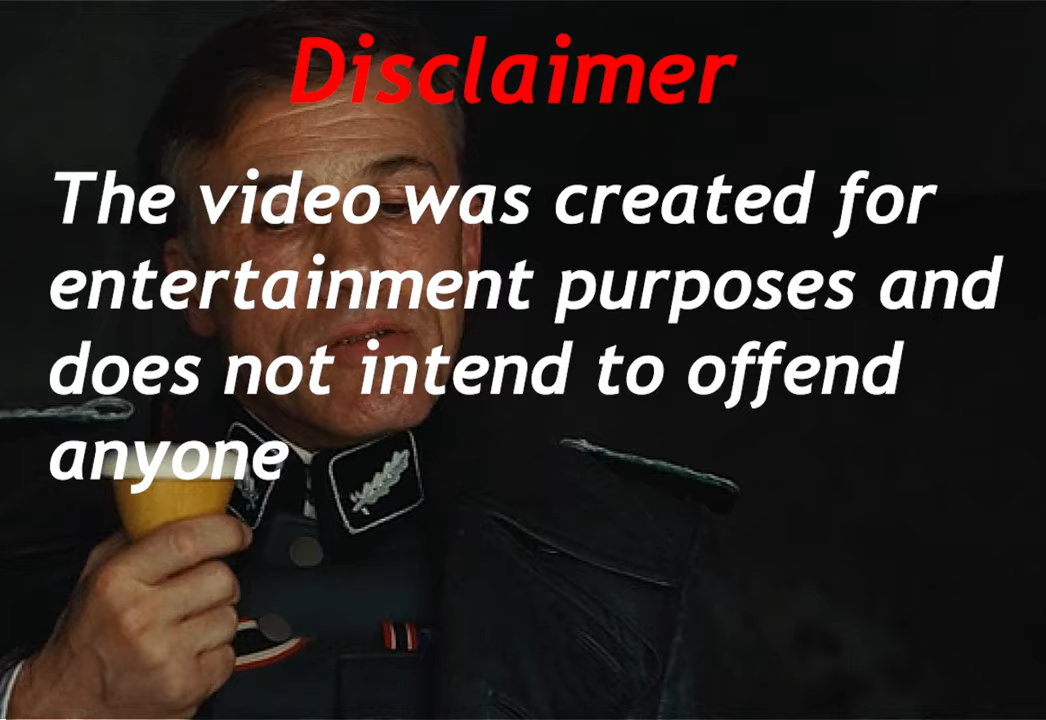 Disclaimer
The video was created for
entertainment purposes and
does not intend to offend
anyone